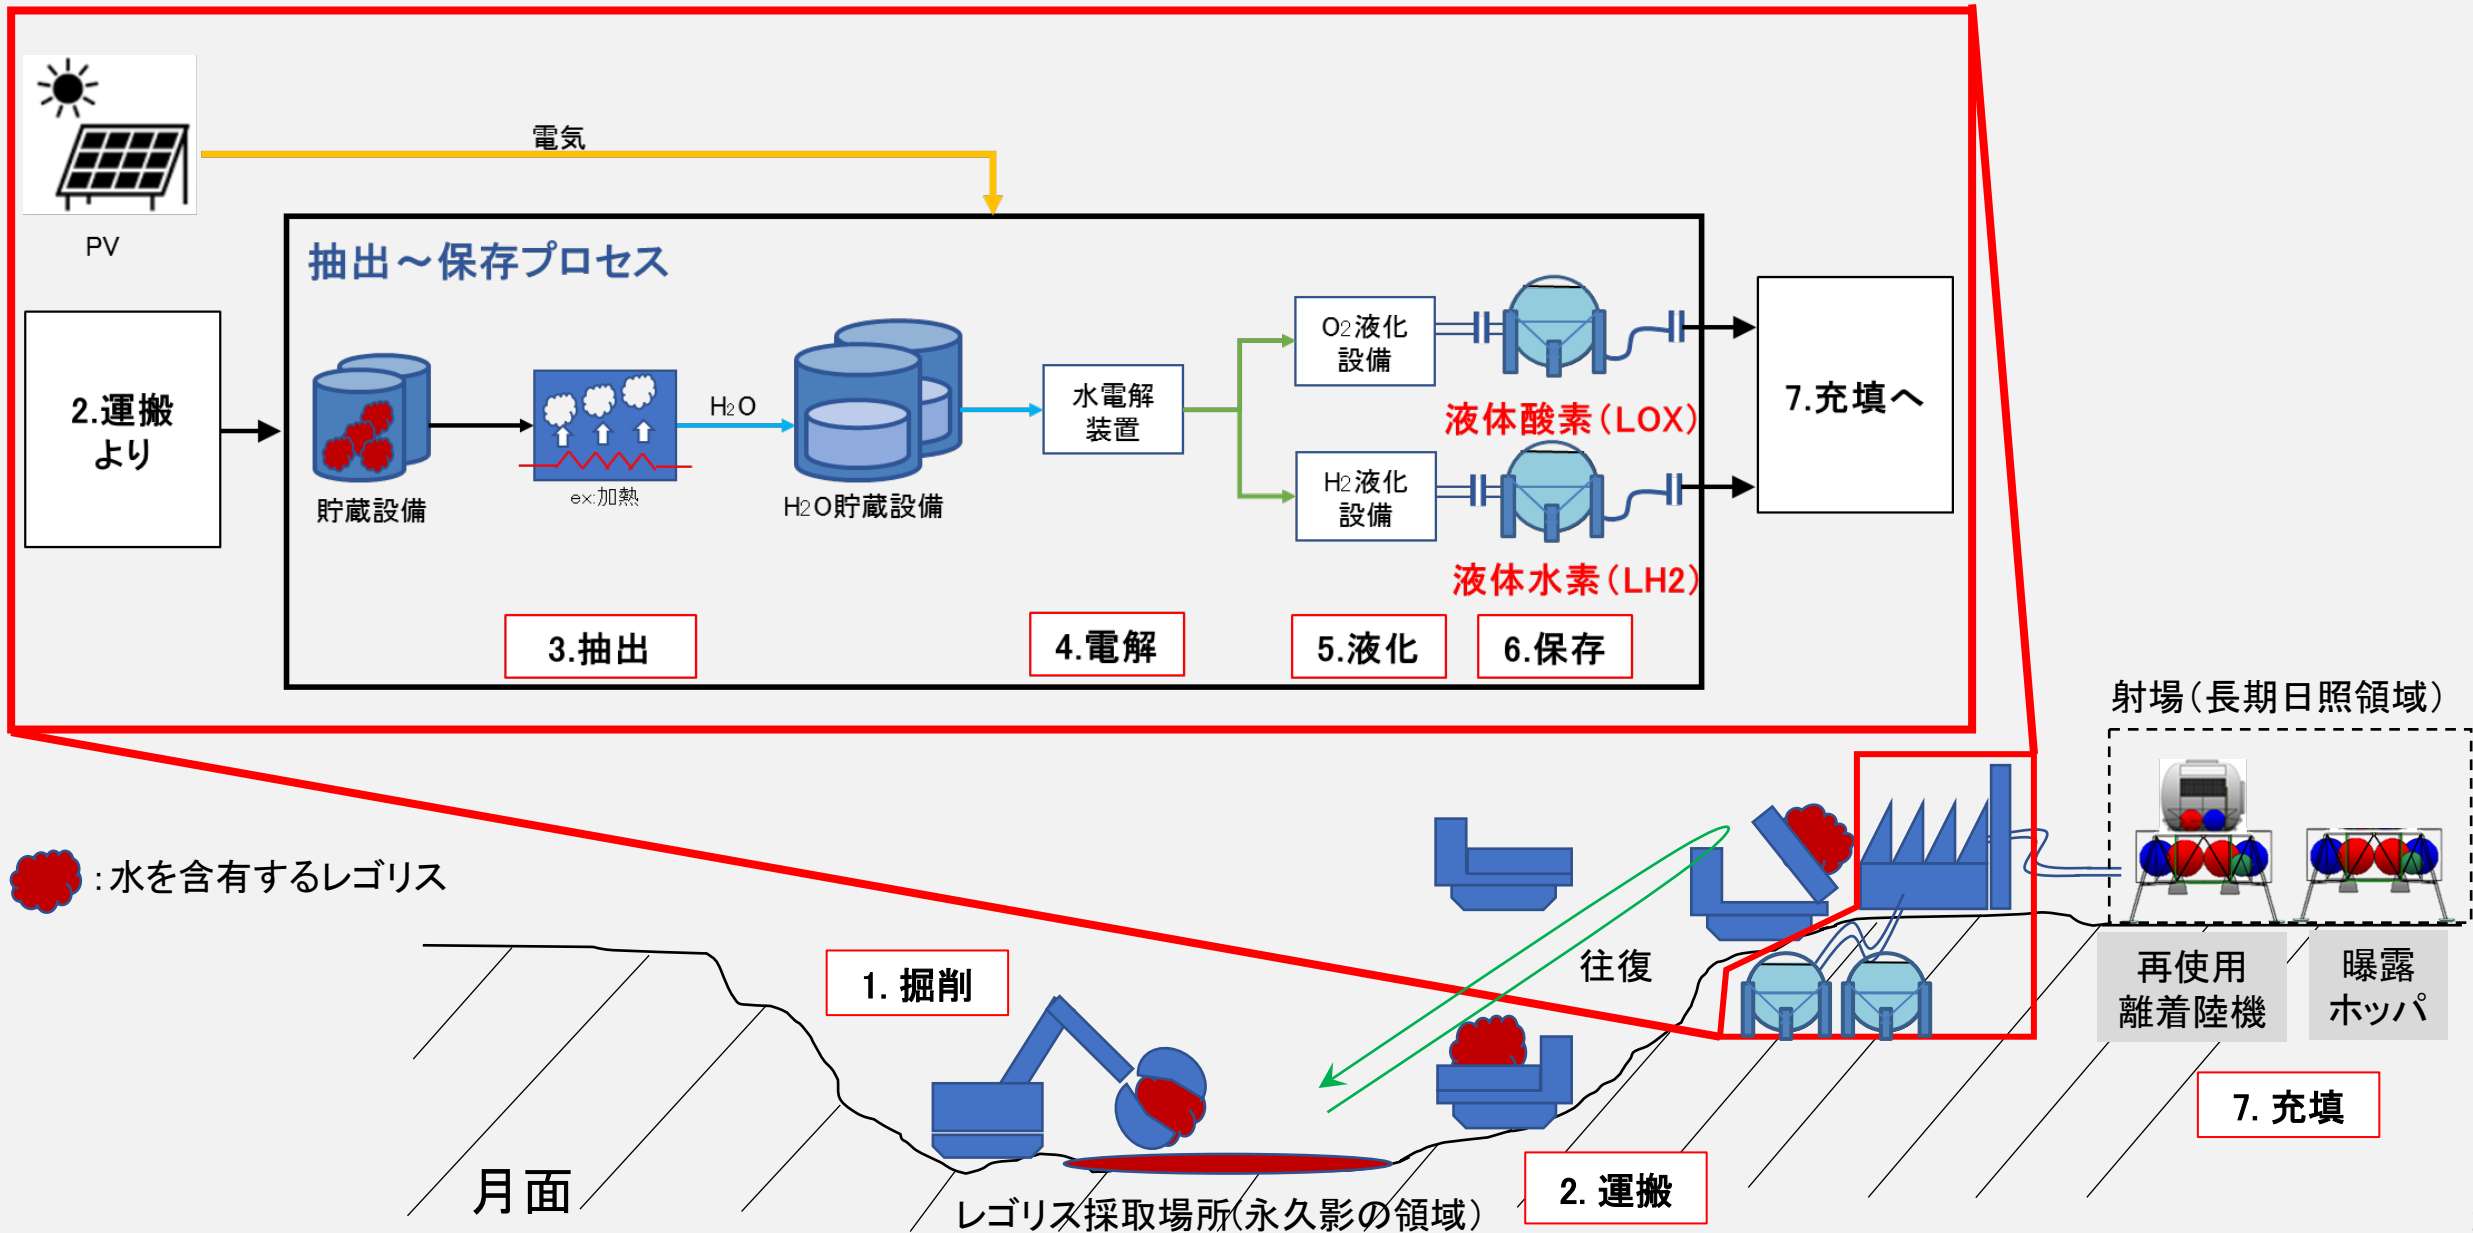 電気
PV
抽出～保存プロセス
2.運搬
より
貯蔵設備
ex:加熱
H2O
H2O貯蔵設備
水電解
装置
O2液化
設備
液体酸素(LOX)
H2液化
設備
液体水素(LH2)
7.充填へ
3.抽出
4.電解
5.液化
6.保存
射場(長期日照領域)
:水を含有するレゴリス
1. 掘削
往復
再使用
離着陸機
曝露
ホッパ
7. 充填
2. 運搬
月面
レゴリス採取場所(永久影の領域)